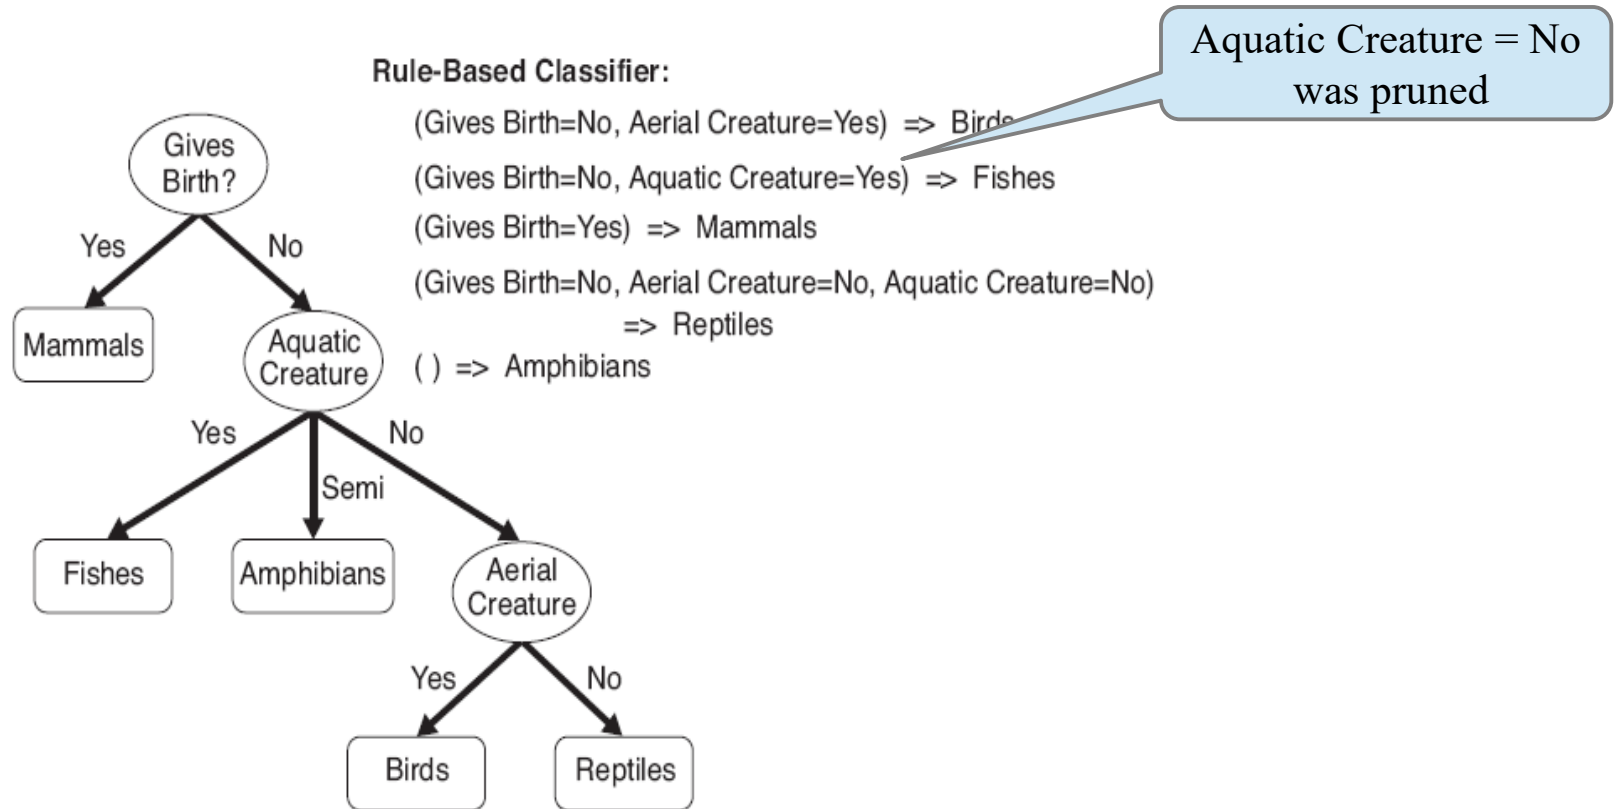 Aquatic Creature = No
was pruned
Rule-Based Classifier:
(Gives Birth=No, Aerial Creature=Yes) => Birds
(Gives Birth=No, Aquatic Creature=Yes) => Fishes
(Gives Birth=Yes) => Mammals
(Gives Birth=No, Aerial Creature=No, Aquatic Creature=No)
=> Reptiles
( ) => Amphibians
Gives
Birth?
Yes
No
Mammals
Aquatic
Creature
Yes
Semi
No
Fishes
Amphibians
Aerial
Creature
Yes
No
Birds
Reptiles